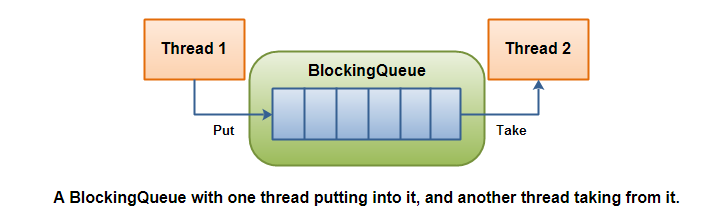 Thread 1
Thread 2
BlockingQueue
Put
Take
A BlockingQueue with one thread putting into it, and another thread taking from it.